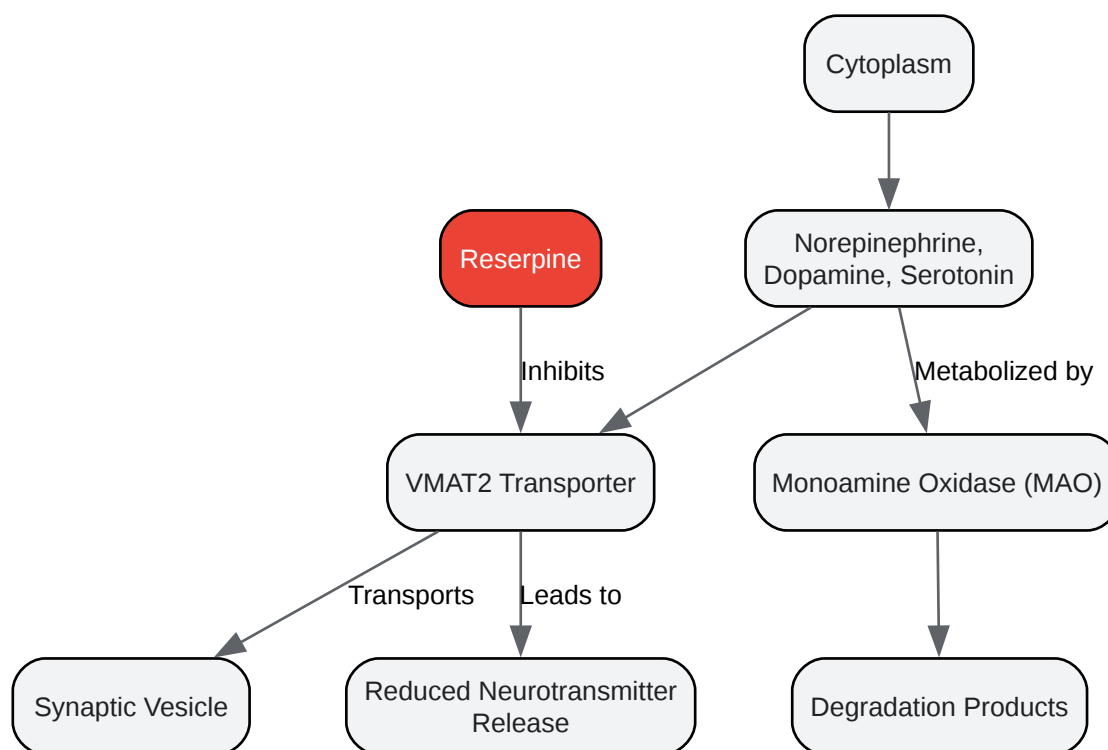 Cytoplasm
Reserpine
Norepinephrine,
Dopamine, Serotonin
Inhibits
Metabolized by
VMAT2 Transporter
Monoamine Oxidase (MAO)
Transports
Leads to
Synaptic Vesicle
Reduced Neurotransmitter
Release
Degradation Products